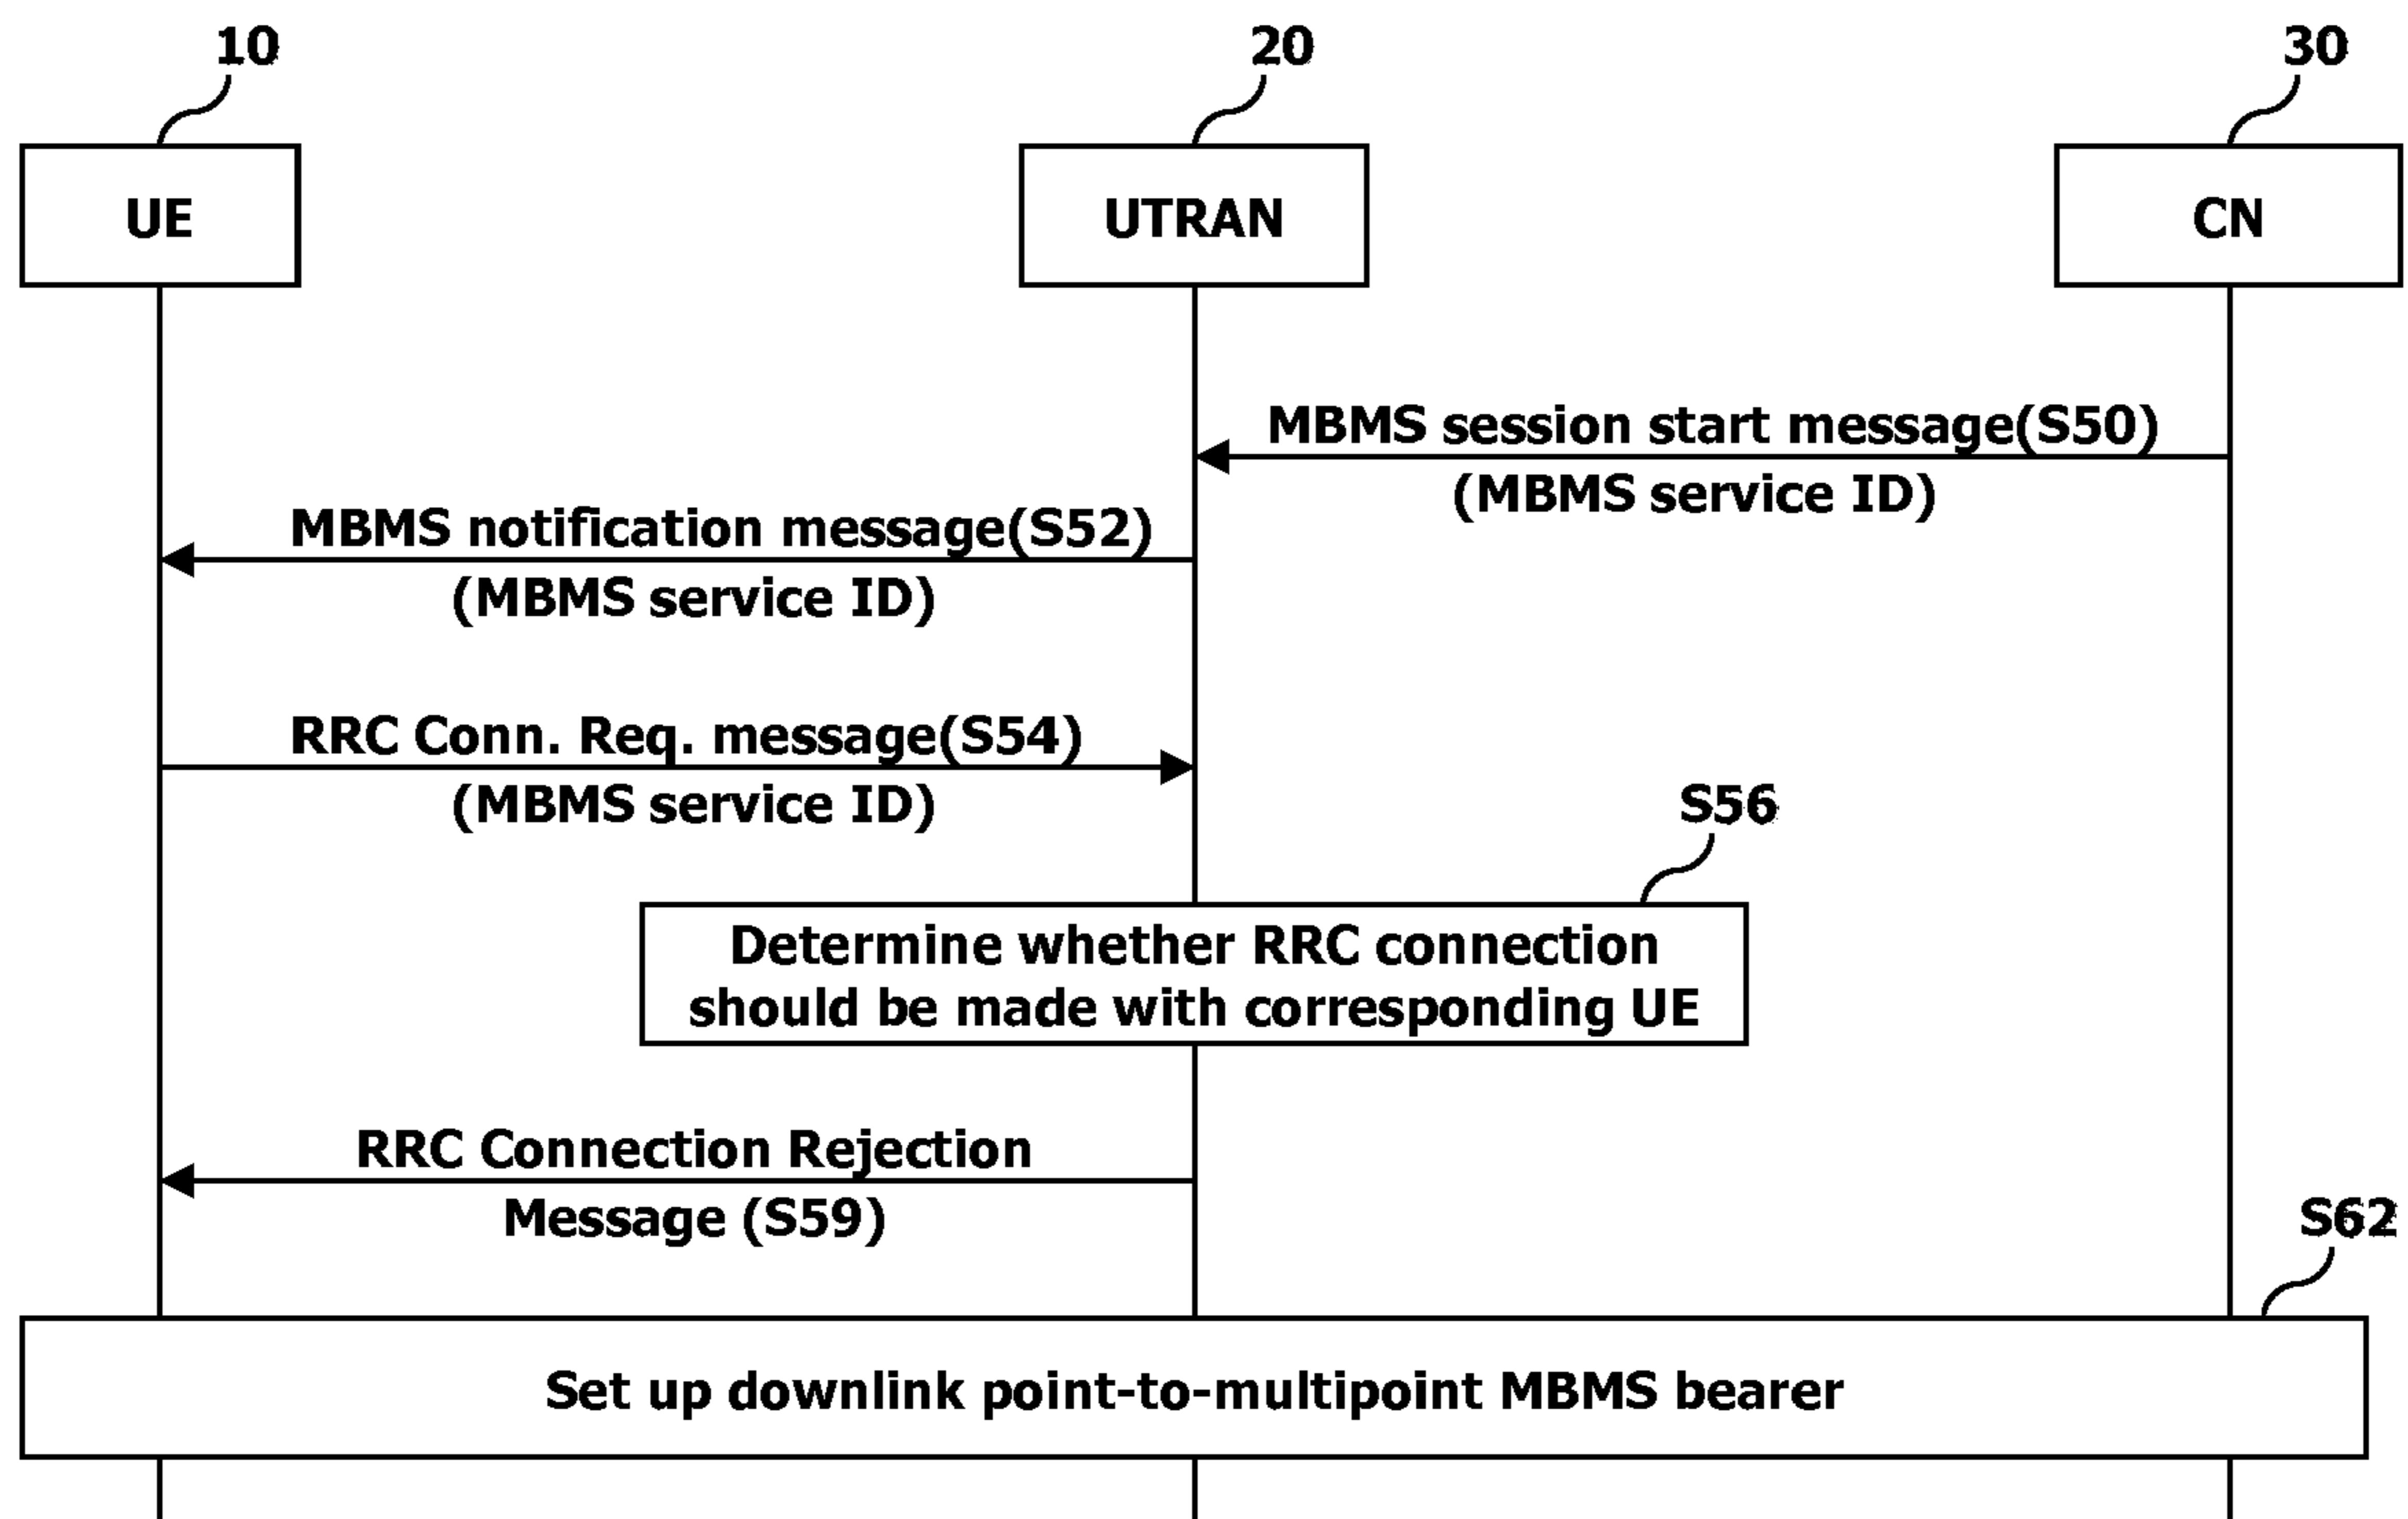 10
20
30
UE
UTRAN
CN
MBMS session start message(S50)
(MBMS service ID)
MBMS notification message(S52)
(MBMS service ID)
RRC Conn. Req. message(S54)
(MBMS service ID)
S56
Determine whether RRC connection
should be made with corresponding UE
RRC Connection Rejection
Message (S59)
S62
Set up downlink point-to-multipoint MBMS bearer